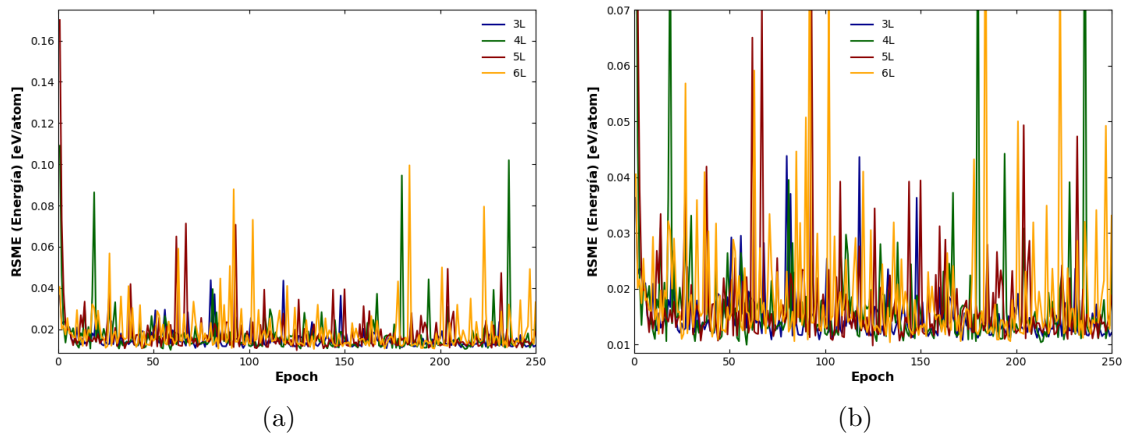 RSME (Energía) [eV/atom]
0.16
0.14
0.12
0.10
0.08
0.06
0.04
0.02
3L
4L
5L
6L
0 50 100 150 200 250
Epoch
(a)
RSME (Energía) [eV/atom]
0.07
0.06
0.05
0.04
0.03
0.02
0.01
3L
4L
5L
6L
0 50 100 150 200 250
Epoch
(b)